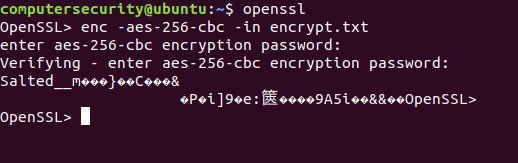 computersecurity@ubuntu:~$ openssl
OpenSSL> enc -aes-256-cbc -in encrypt.txt
enter aes-256-cbc encryption password:
Verifying - enter aes-256-cbc encryption password:
Salted__m���}��C���&
�P�i]9�e:篋����9A5i��&&��OpenSSL>
OpenSSL>